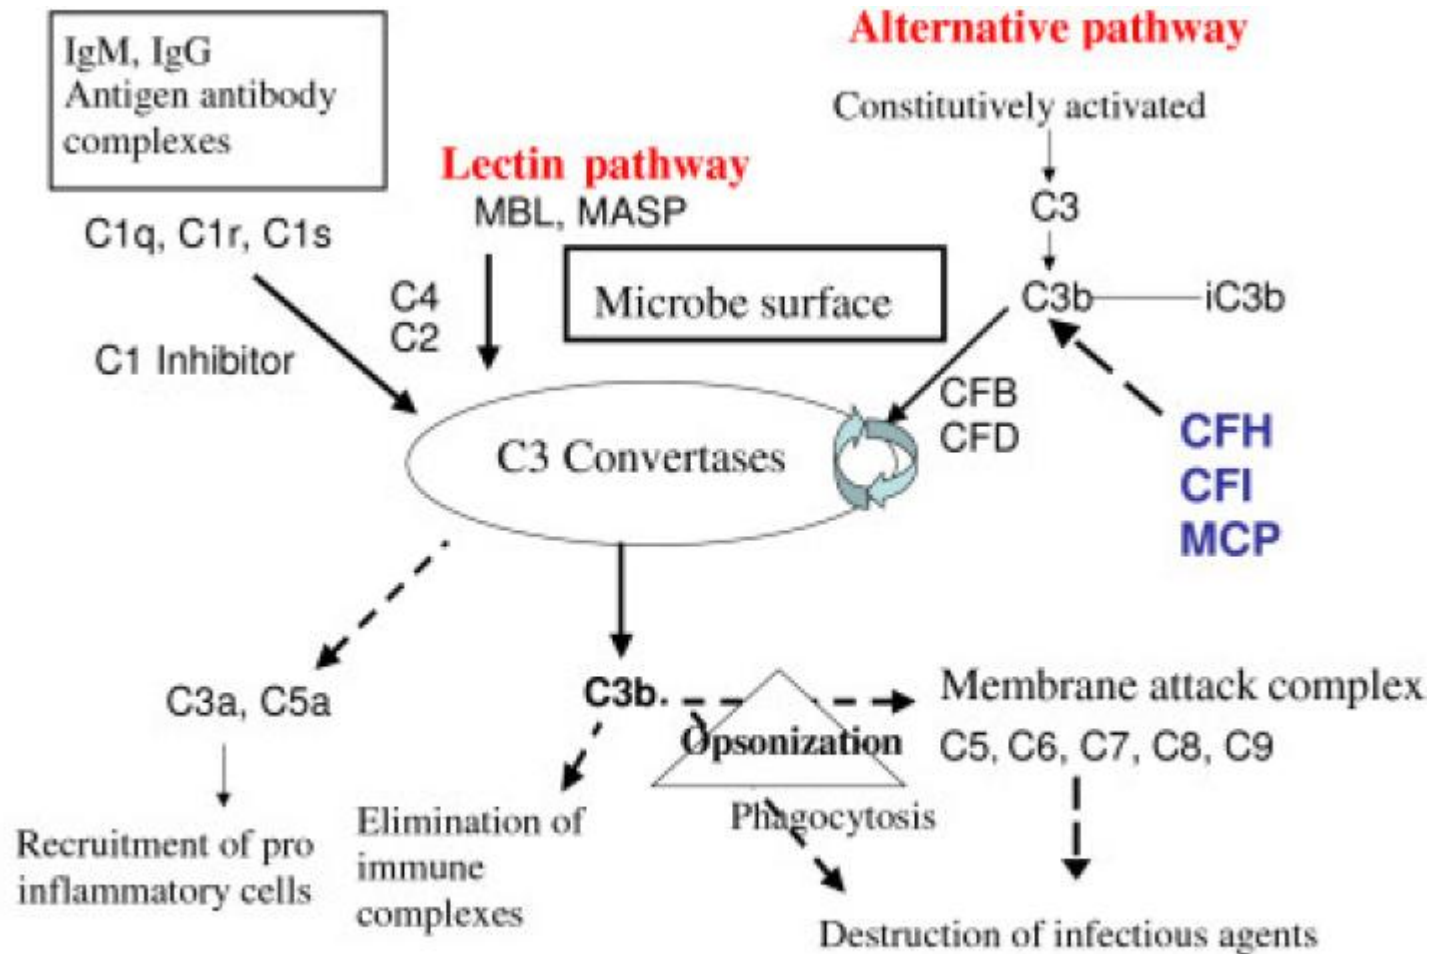 IgM, IgG
Antigen antibody
complexes
C1q, C1r, C1s
C1 Inhibitor
Lectin pathway
MBL, MASP
C4
C2
Microbe surface
Alternative pathway
Constitutively activated
C3
C3b
iC3b
CFB
CFD
CFH
CFI
MCP
C3 Convertases
C3a, C5a
Recruitment of pro
inflammatory cells
C3b
Elimination of
immune
complexes
Opsonization
Phagocytosis
Membrane attack complex
C5, C6, C7, C8, C9
Destruction of infectious agents